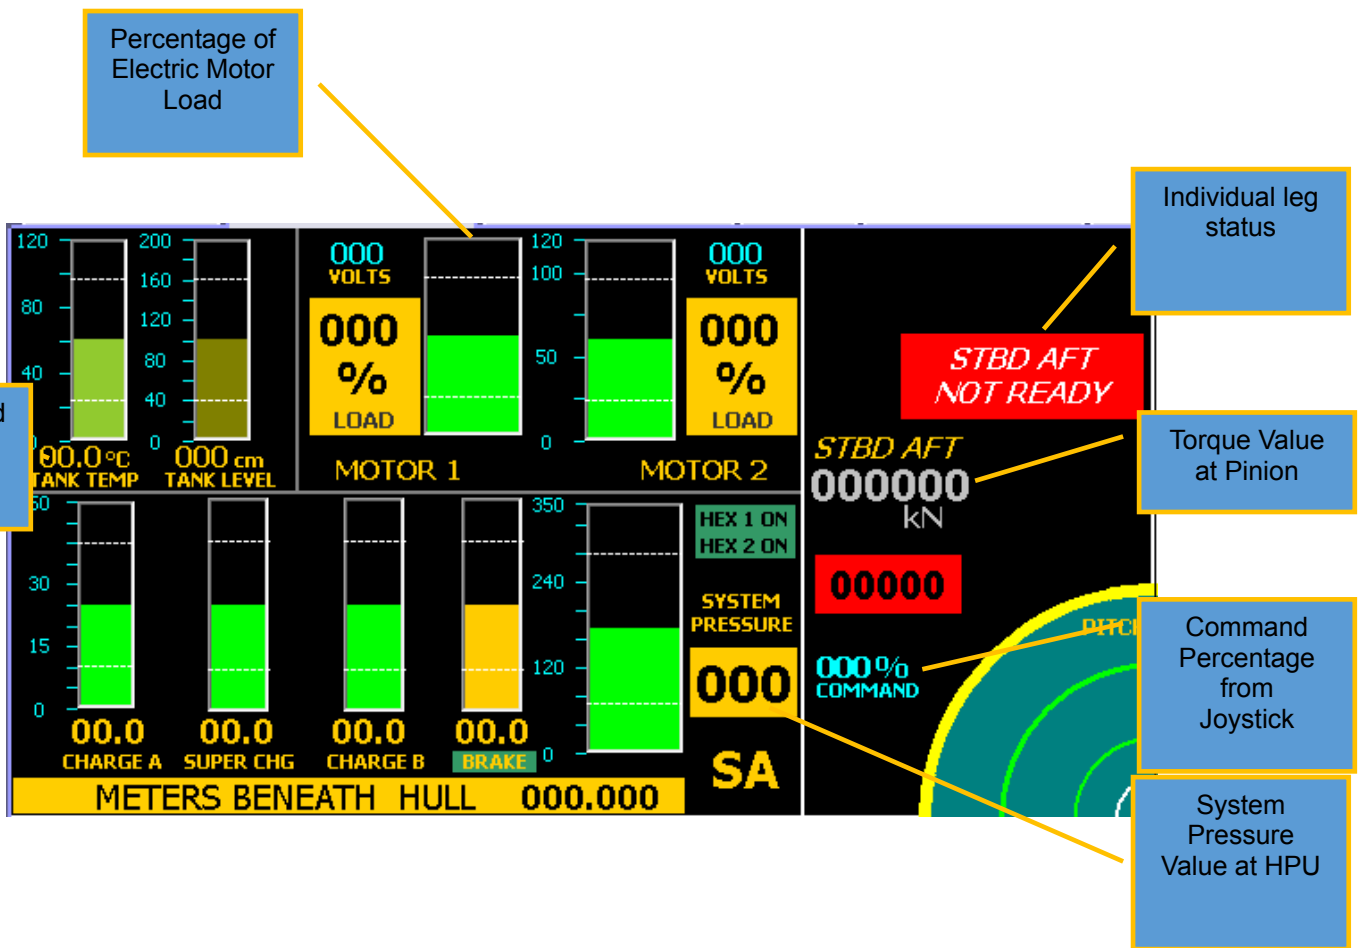 Percentage of
Electric Motor
Load
Individual leg
status
120
80
40
200
160
120
80
40
0
00.0 °C
TANK TEMP
000 cm
TANK LEVEL
000
VOLTS
000
%
LOAD
MOTOR 1
120
100
50
0
000
VOLTS
000
%
LOAD
MOTOR 2
STBD AFT
NOT READY
STBD AFT
000000
kN
Torque Value
at Pinion
00000
000%
COMMAND
Command
Percentage
from
Joystick
30
15
0
00.0
CHARGE A
00.0
SUPER CHG
00.0
CHARGE B
00.0
BRAKE
350
240
120
0
HEX 1 ON
HEX 2 ON
SYSTEM
PRESSURE
000
SA
METERS BENEATH HULL 000.000
System
Pressure
Value at HPU